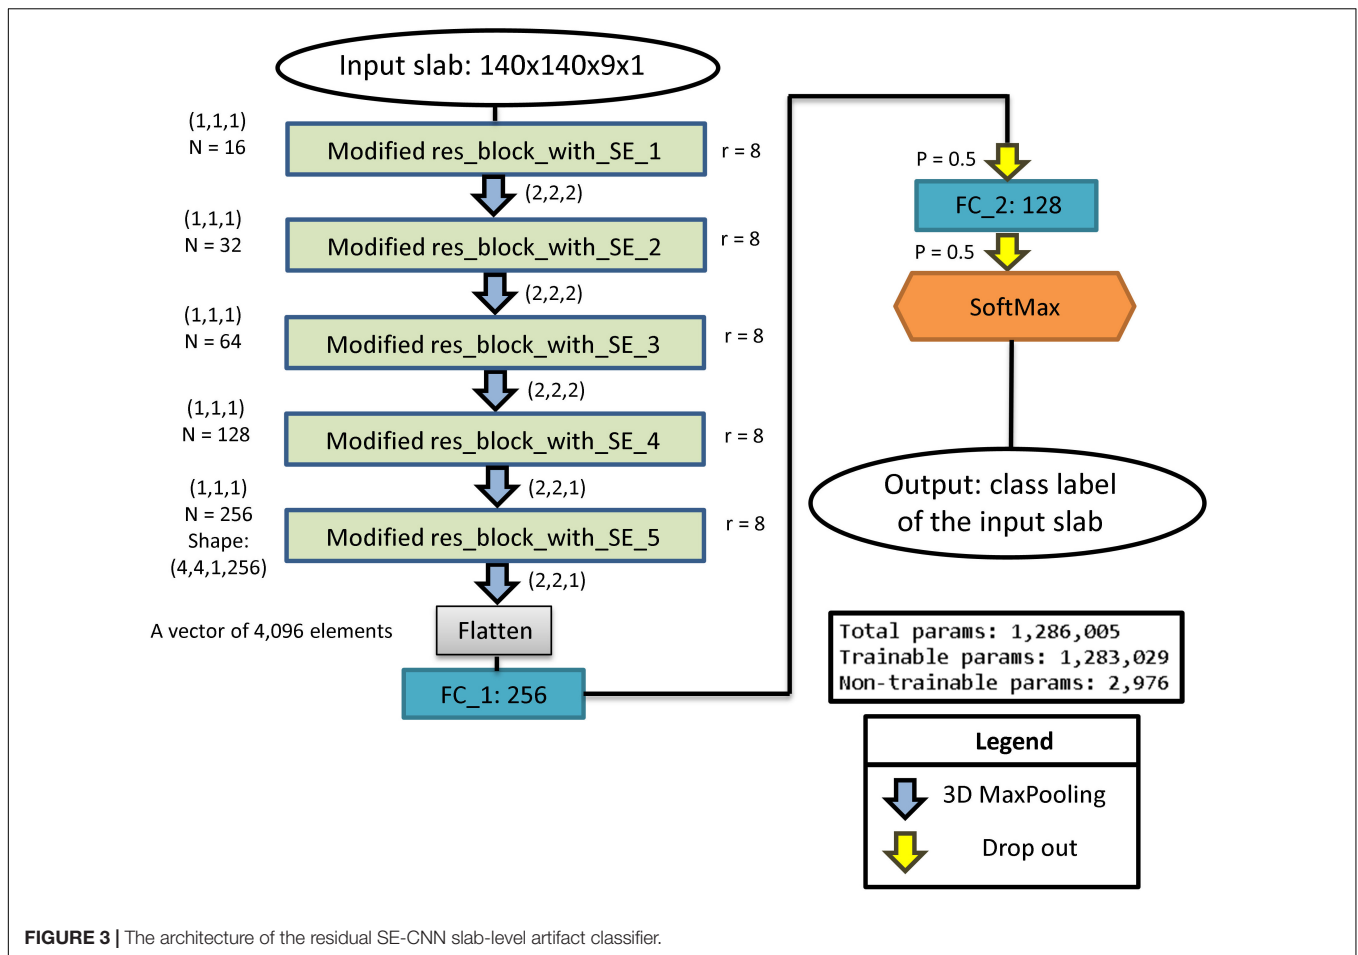 Input slab: 140x140x9x1
(1,1,1)
N = 16
Modified res_block_with_SE_1
r = 8
(2,2,2)
(1,1,1)
N = 32
Modified res_block_with_SE_2
r = 8
(2,2,2)
(1,1,1)
N = 64
Modified res_block_with_SE_3
r = 8
(2,2,2)
(1,1,1)
N = 128
Modified res_block_with_SE_4
r = 8
(2,2,1)
(1,1,1)
N = 256
Shape:
(4,4,1,256)
Modified res_block_with_SE_5
r = 8
(2,2,1)
A vector of 4,096 elements
Flatten
FC_1: 256
P = 0.5
FC_2: 128
P = 0.5
SoftMax
Output: class label
of the input slab
Total params: 1,286,005
Trainable params: 1,283,029
Non-trainable params: 2,976
Legend
3D MaxPooling
Drop out
FIGURE 3 | The architecture of the residual SE-CNN slab-level artifact classifier.